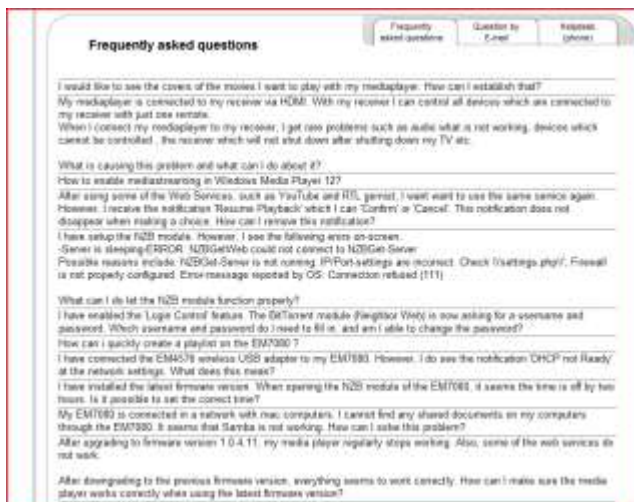 Frequently asked questions
Question by E-mail
Helpdesk (phone)
Frequently asked questions
I would like to see the covers of the movies I want to play with my mediaplayer. How can I establish that?
My mediaplayer is connected to my receiver via HDMI. With my receiver I can control all devices which are connected to
my receiver with just one remote.
When I connect my mediaplayer to my receiver, I get rare problems such as audio what is not working, devices which
cannot be controlled , the receiver which will not shut down after shutting down my TV etc.
What is causing this problem and what can I do about it?
How to enable mediastreaming in Windows Media Player 12?
After using some of the Web Services, such as YouTube and RTL gemist, I want want to use the same service again.
However, I receive the notification 'Resume Playback' which I can 'Confirm' or 'Cancel'. This notification does not
disappear when making a choice. How can I remove this notification?
I have setup the NZB module. However, I see the following error on-screen.
-Server is sleeping-ERROR: NZBGetWeb could not connect to NZBGet-Server
Possible reasons include: NZBGet-Server is not running. IP/Port-settings are incorrect. Check \'/settings.php\'/, Firewall
is not properly configured. Error-message reported by OS: Connection refused (111)
What can I do let the NZB module function properly?
I have enabled the 'Login Control' feature. The BitTorrent module (Neighbor Web) is now asking for a username and
password. Which username and password do I need to fill in, and am I able to change the password?
How can i quickly create a playlist on the EM7080 ?
I have connected the EM4576 wireless USB adapter to my EM7080. However, I do see the notification 'DHCP not Ready'
at the network settings. What does this mean?
I have installed the latest firmware version. When opening the NZB module of the EM7080, it seems the time is off by two
hours. Is it possible to set the correct time?
My EM7080 is connected in a network with mac computers. I cannot find any shared documents on my computers
through the EM7080. It seems that Samba is not working. How can I solve this problem?
After upgrading to firmware version 1.0.4.11, my media player regularly stops working. Also, some of the web services do
not work.
After downgrading to the previous firmware version, everything seems to work correctly. How can I make sure the media
player works correctly when using the latest firmware version?